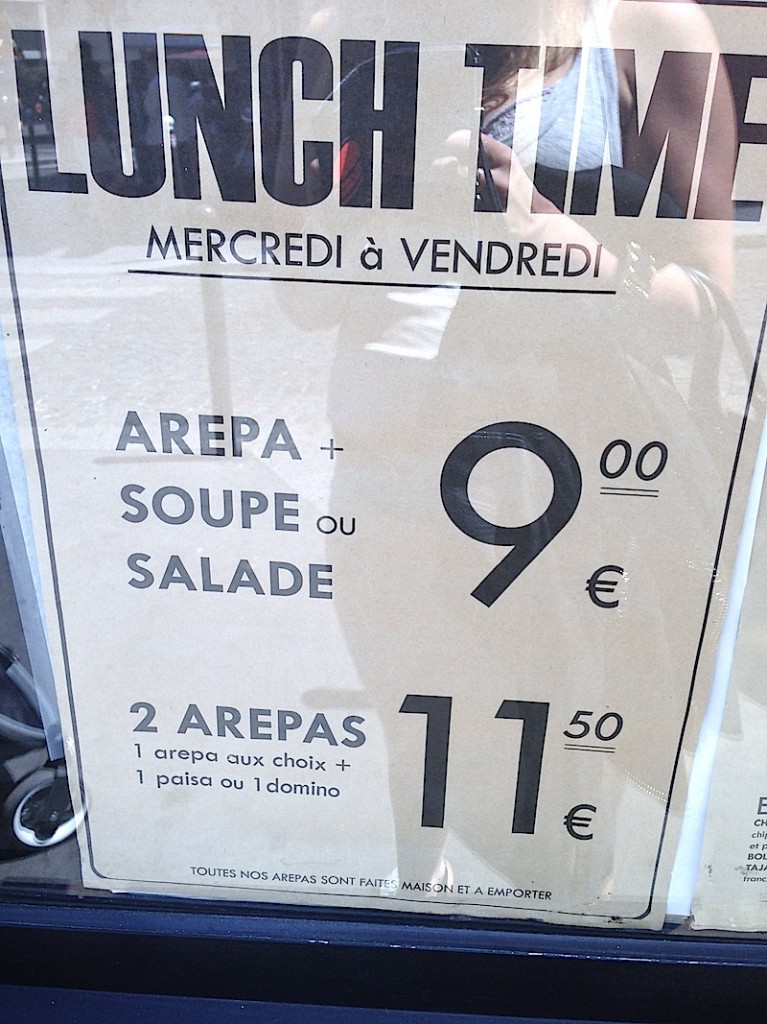 LUNCH TIME
MERCREDI à VENDREDI
AREPA +
SOUPE OU
SALADE
9 00 €
2 AREPAS
1 arepa aux choix +
1 paisa ou 1 domino
11 50 €
TOUTES NOS AREPAS SONT FAITES MAISON ET A EMPORTER